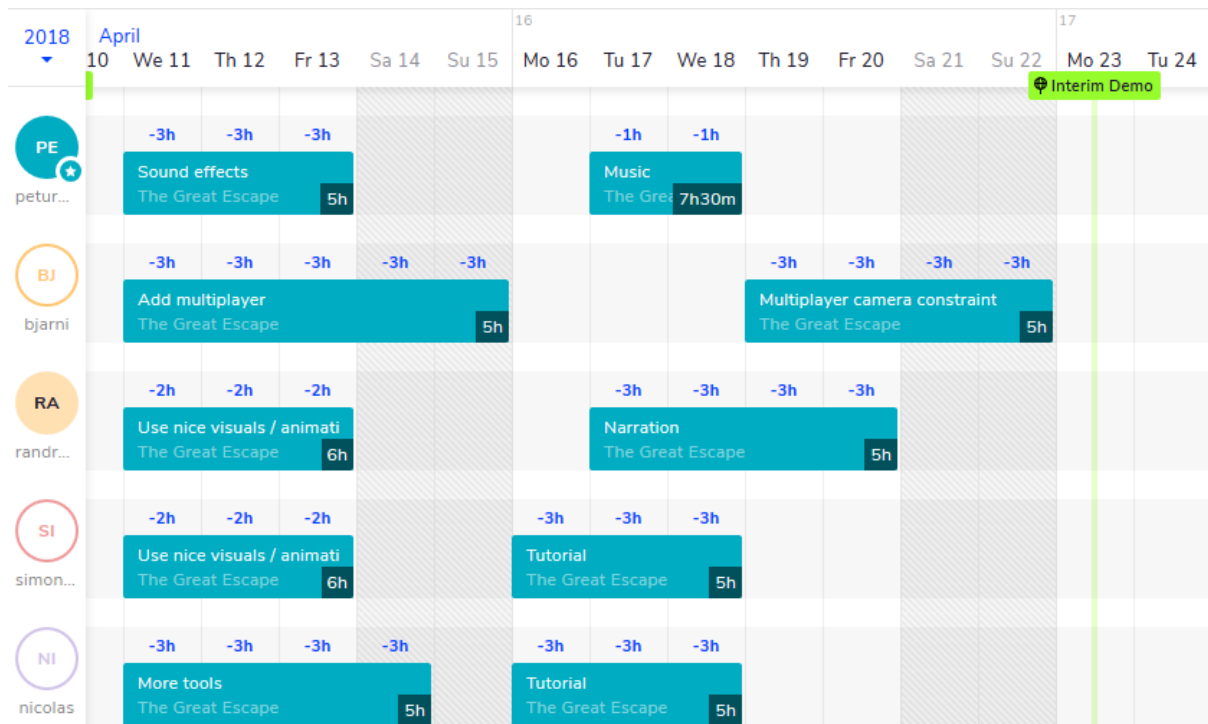 2018
April
16
17
10 We 11 Th 12 Fr 13 Sa 14 Su 15 Mo 16 Tu 17 We 18 Th 19 Fr 20 Sa 21 Su 22 Mo 23 Tu 24
Interim Demo
PE
petur...
-3h -3h -3h -1h -1h
Sound effects
The Great Escape
5h
Music
The Grea
7h30m
BJ
bjarni
-3h -3h -3h -3h -3h -3h -3h -3h -3h
Add multiplayer
The Great Escape
5h
Multiplayer camera constraint
The Great Escape
5h
RA
randr...
-2h -2h -2h -3h -3h -3h -3h
Use nice visuals / animati
The Great Escape
6h
Narration
The Great Escape
5h
SI
simon...
-2h -2h -2h -3h -3h -3h
Use nice visuals / animati
The Great Escape
6h
Tutorial
The Great Escape
5h
NI
nicolas
-3h -3h -3h -3h -3h -3h -3h
More tools
The Great Escape
5h
Tutorial
The Great Escape
5h